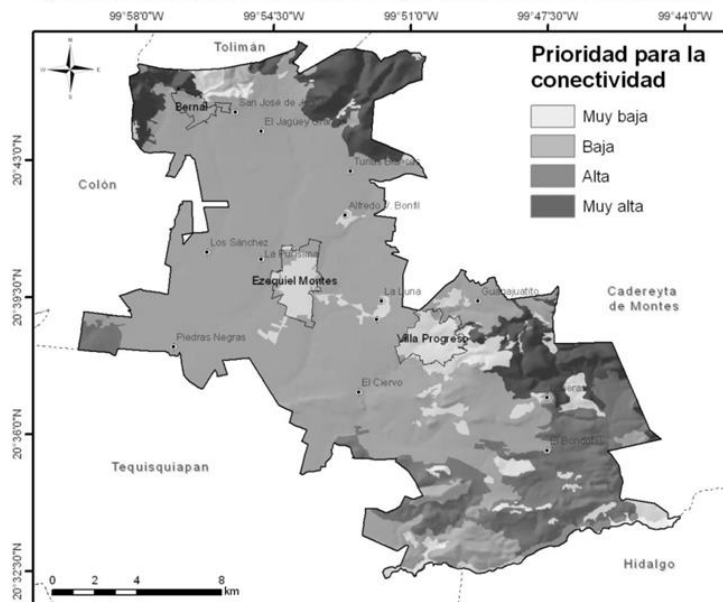 99°58'0"W 99°54'30"W 99°51'0"W 99°47'30"W 99°44'0"W
N
W E
S
Tolimán
Prioridad para la
conectividad
Muy baja
Baja
Alta
Muy alta
Bernal
San José de
El Jagüey
20°43'0"N
Colón
Alfredo V. Bonfil
Los Sánchez
La Purísima
Ezequiel Montes
20°39'30"N
La Luna
Guanajuatito
Cadereyta
de Montes
Villa Progreso
Piedras Negras
El Ciervo
20°36'0"N
El Bondotal
Tequisquiapan
Hidalgo
20°32'30"N
0 2 4 8
km